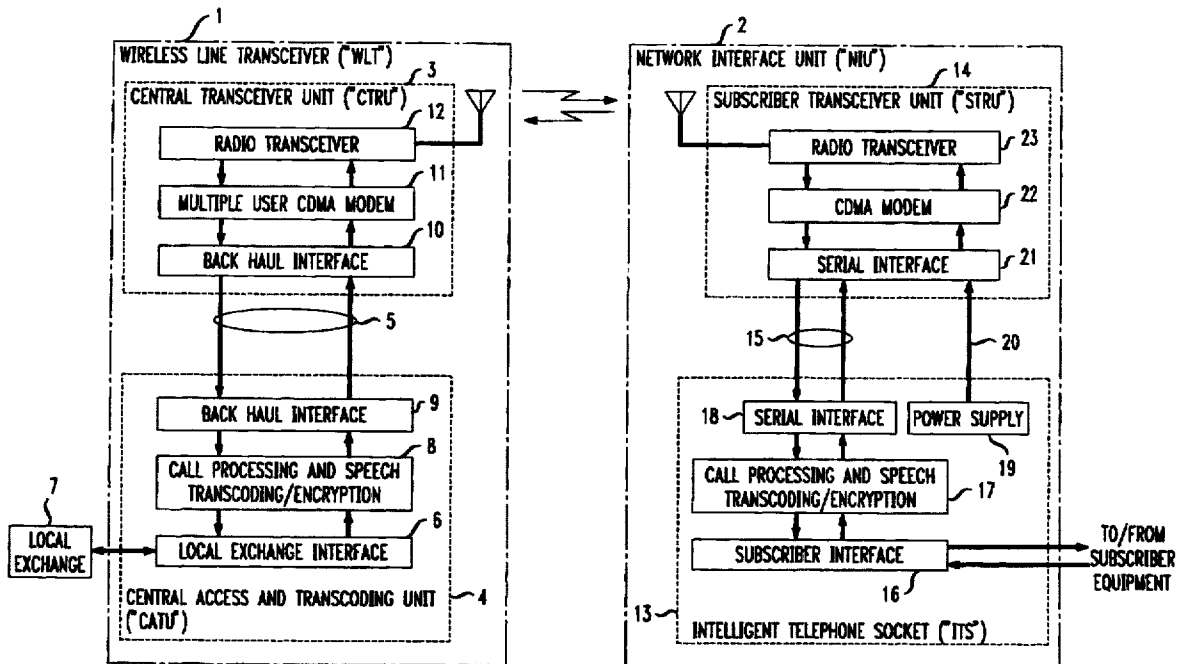 1
WIRELESS LINE TRANSCEIVER ("WLT")
3
CENTRAL TRANSCEIVER UNIT ("CTRU")
12
RADIO TRANSCEIVER
11
MULTIPLE USER CDMA MODEM
10
BACK HAUL INTERFACE
5
BACK HAUL INTERFACE
9
8
CALL PROCESSING AND SPEECH
TRANSCODING/ENCRYPTION
6
LOCAL EXCHANGE INTERFACE
7
LOCAL
EXCHANGE
CENTRAL ACCESS AND TRANSCODING UNIT
("CATU")
4
2
NETWORK INTERFACE UNIT ("NIU")
14
SUBSCRIBER TRANSCEIVER UNIT ("STRU")
RADIO TRANSCEIVER
23
CDMA MODEM
22
SERIAL INTERFACE
21
15
20
18
SERIAL INTERFACE
POWER SUPPLY
19
CALL PROCESSING AND SPEECH
TRANSCODING/ENCRYPTION
17
SUBSCRIBER INTERFACE
16
TO/FROM
SUBSCRIBER
EQUIPMENT
13
INTELLIGENT TELEPHONE SOCKET ("ITS")